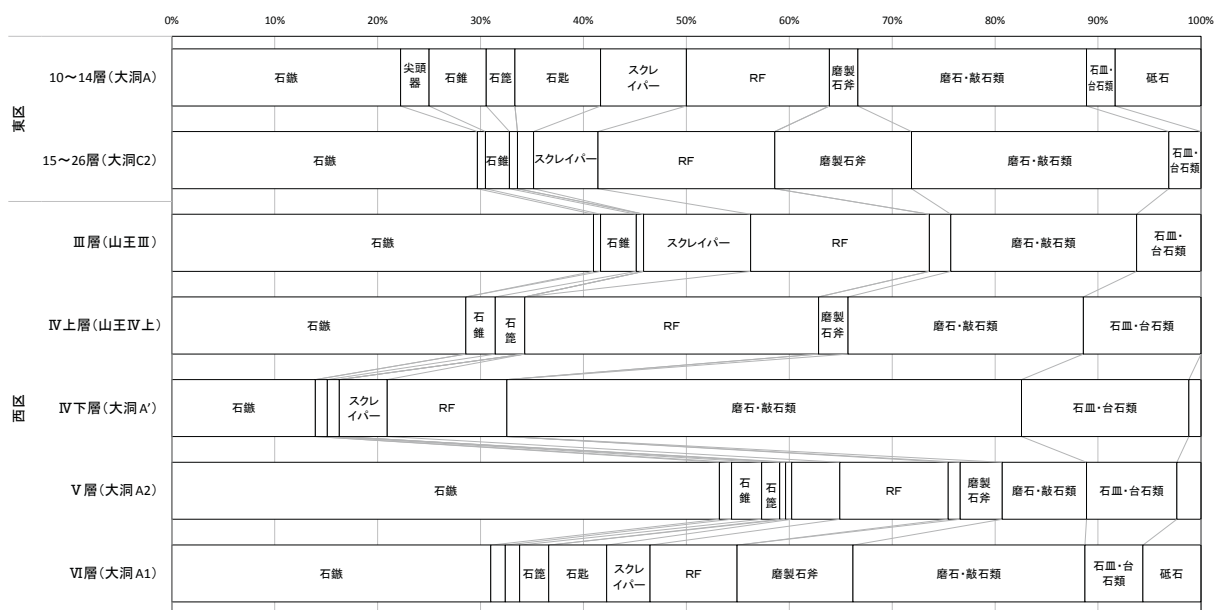 0% 10% 20% 30% 40% 50% 60% 70% 80% 90% 100%
東区
10～14層(大洞A)
石鏃 尖頭器 石錐 石箆 石匙 スクレイパー RF 磨製石斧 磨石・敲石類 石皿・台石類 砥石
15～26層(大洞C2)
石鏃 石錐 スクレイパー RF 磨製石斧 磨石・敲石類 石皿・台石類
西区
Ⅲ層(山王Ⅲ)
石鏃 石錐 スクレイパー RF 磨石・敲石類 石皿・台石類
Ⅳ上層(山王Ⅳ上)
石鏃 石錐 石箆 RF 磨製石斧 磨石・敲石類 石皿・台石類
Ⅳ下層(大洞A’)
石鏃 スクレイパー RF 磨石・敲石類 石皿・台石類
Ⅴ層(大洞A2)
石鏃 石錐 石箆 RF 磨製石斧 磨石・敲石類 石皿・台石類
Ⅵ層(大洞A1)
石鏃 石箆 石匙 スクレイパー RF 磨製石斧 磨石・敲石類 石皿・台石類 砥石